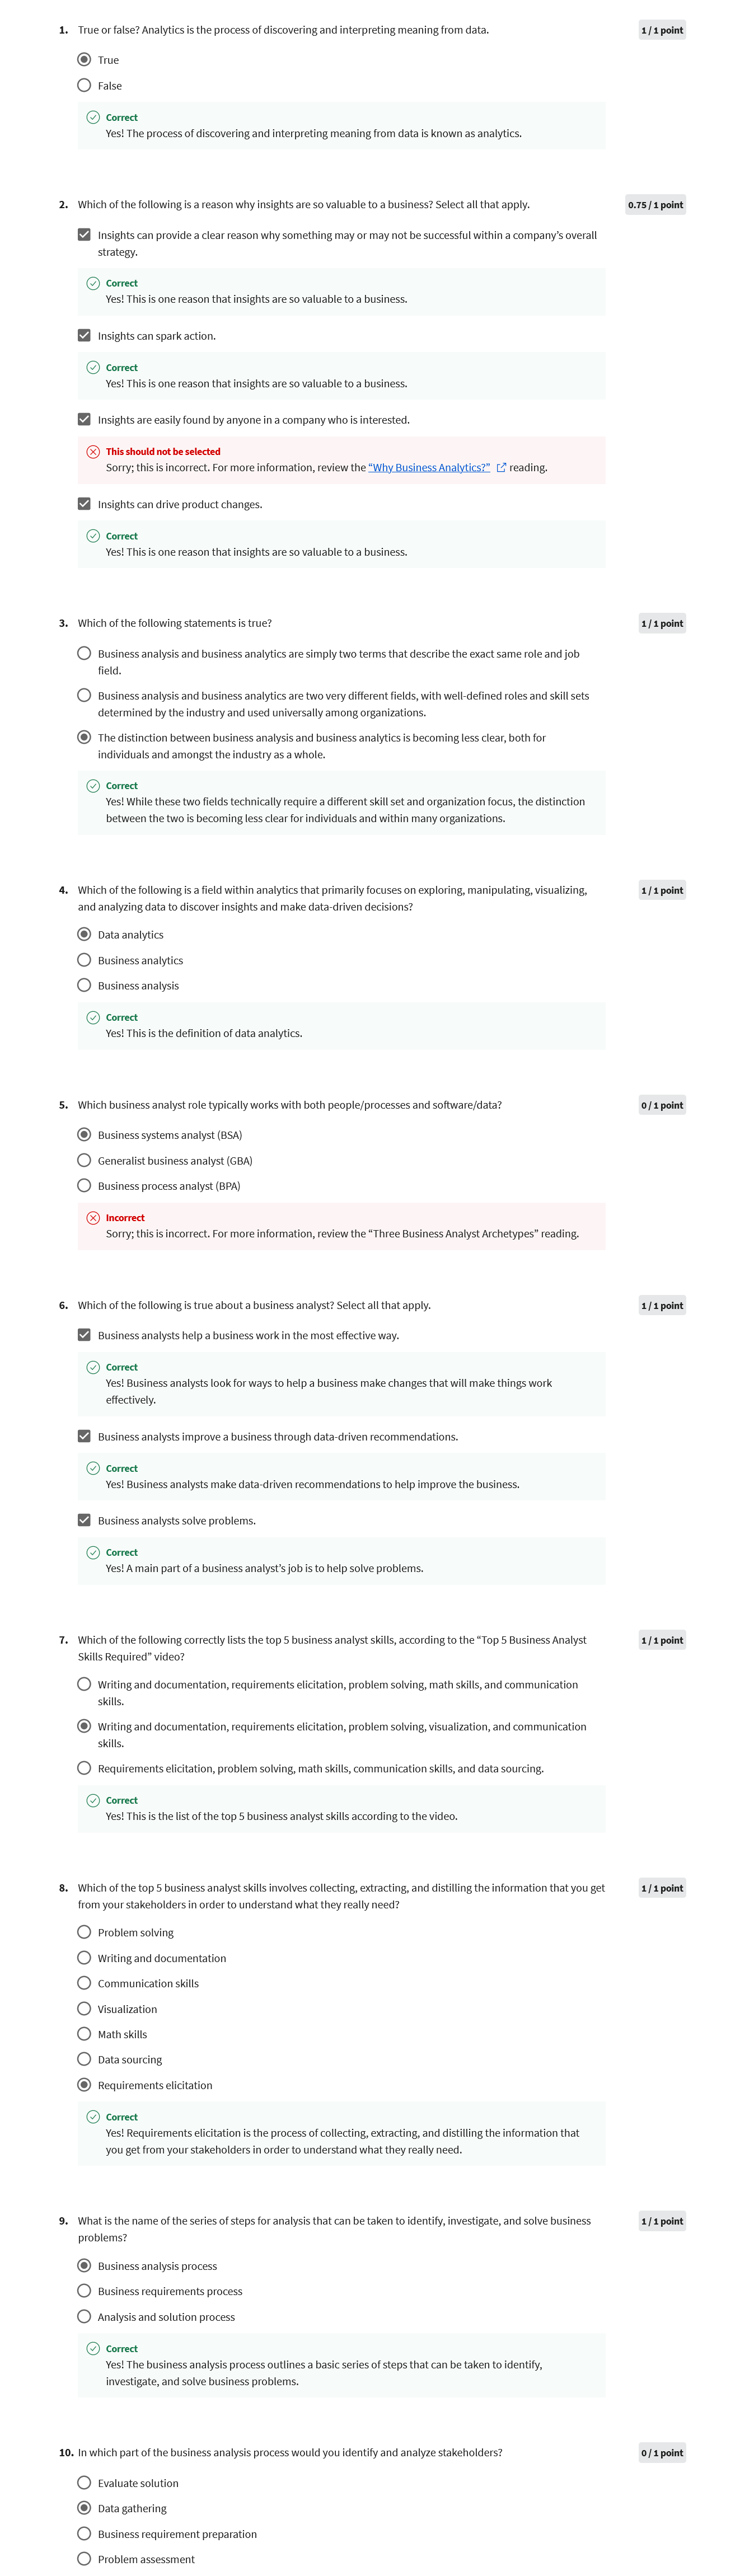 1. True or false? Analytics is the process of discovering and interpreting meaning from data.
1 / 1 point
True
False
Correct
Yes! The process of discovering and interpreting meaning from data is known as analytics.
2. Which of the following is a reason why insights are so valuable to a business? Select all that apply.
0.75 / 1 point
Insights can provide a clear reason why something may or may not be successful within a company's overall
strategy.
Correct
Yes! This is one reason that insights are so valuable to a business.
Insights can spark action.
Correct
Yes! This is one reason that insights are so valuable to a business.
Insights are easily found by anyone in a company who is interested.
This should not be selected
Sorry; this is incorrect. For more information, review the “Why Business Analytics?” reading.
Insights can drive product changes.
Correct
Yes! This is one reason that insights are so valuable to a business.
3. Which of the following statements is true?
1 / 1 point
Business analysis and business analytics are simply two terms that describe the exact same role and job
field.
Business analysis and business analytics are two very different fields, with well-defined roles and skill sets
determined by the industry and used universally among organizations.
The distinction between business analysis and business analytics is becoming less clear, both for
individuals and amongst the industry as a whole.
Correct
Yes! While these two fields technically require a different skill set and organization focus, the distinction
between the two is becoming less clear for individuals and within many organizations.
4. Which of the following is a field within analytics that primarily focuses on exploring, manipulating, visualizing,
and analyzing data to discover insights and make data-driven decisions?
1 / 1 point
Data analytics
Business analytics
Business analysis
Correct
Yes! This is the definition of data analytics.
5. Which business analyst role typically works with both people/processes and software/data?
0 / 1 point
Business systems analyst (BSA)
Generalist business analyst (GBA)
Business process analyst (BPA)
Incorrect
Sorry; this is incorrect. For more information, review the “Three Business Analyst Archetypes” reading.
6. Which of the following is true about a business analyst? Select all that apply.
1 / 1 point
Business analysts help a business work in the most effective way.
Correct
Yes! Business analysts look for ways to help a business make changes that will make things work
effectively.
Business analysts improve a business through data-driven recommendations.
Correct
Yes! Business analysts make data-driven recommendations to help improve the business.
Business analysts solve problems.
Correct
Yes! A main part of a business analyst's job is to help solve problems.
7. Which of the following correctly lists the top 5 business analyst skills, according to the “Top 5 Business Analyst
Skills Required” video?
1 / 1 point
Writing and documentation, requirements elicitation, problem solving, math skills, and communication
skills.
Writing and documentation, requirements elicitation, problem solving, visualization, and communication
skills.
Requirements elicitation, problem solving, math skills, communication skills, and data sourcing.
Correct
Yes! This is the list of the top 5 business analyst skills according to the video.
8. Which of the top 5 business analyst skills involves collecting, extracting, and distilling the information that you get
from your stakeholders in order to understand what they really need?
1 / 1 point
Problem solving
Writing and documentation
Communication skills
Visualization
Math skills
Data sourcing
Requirements elicitation
Correct
Yes! Requirements elicitation is the process of collecting, extracting, and distilling the information that
you get from your stakeholders in order to understand what they really need.
9. What is the name of the series of steps for analysis that can be taken to identify, investigate, and solve business
problems?
1 / 1 point
Business analysis process
Business requirements process
Analysis and solution process
Correct
Yes! The business analysis process outlines a basic series of steps that can be taken to identify,
investigate, and solve business problems.
10. In which part of the business analysis process would you identify and analyze stakeholders?
0 / 1 point
Evaluate solution
Data gathering
Business requirement preparation
Problem assessment